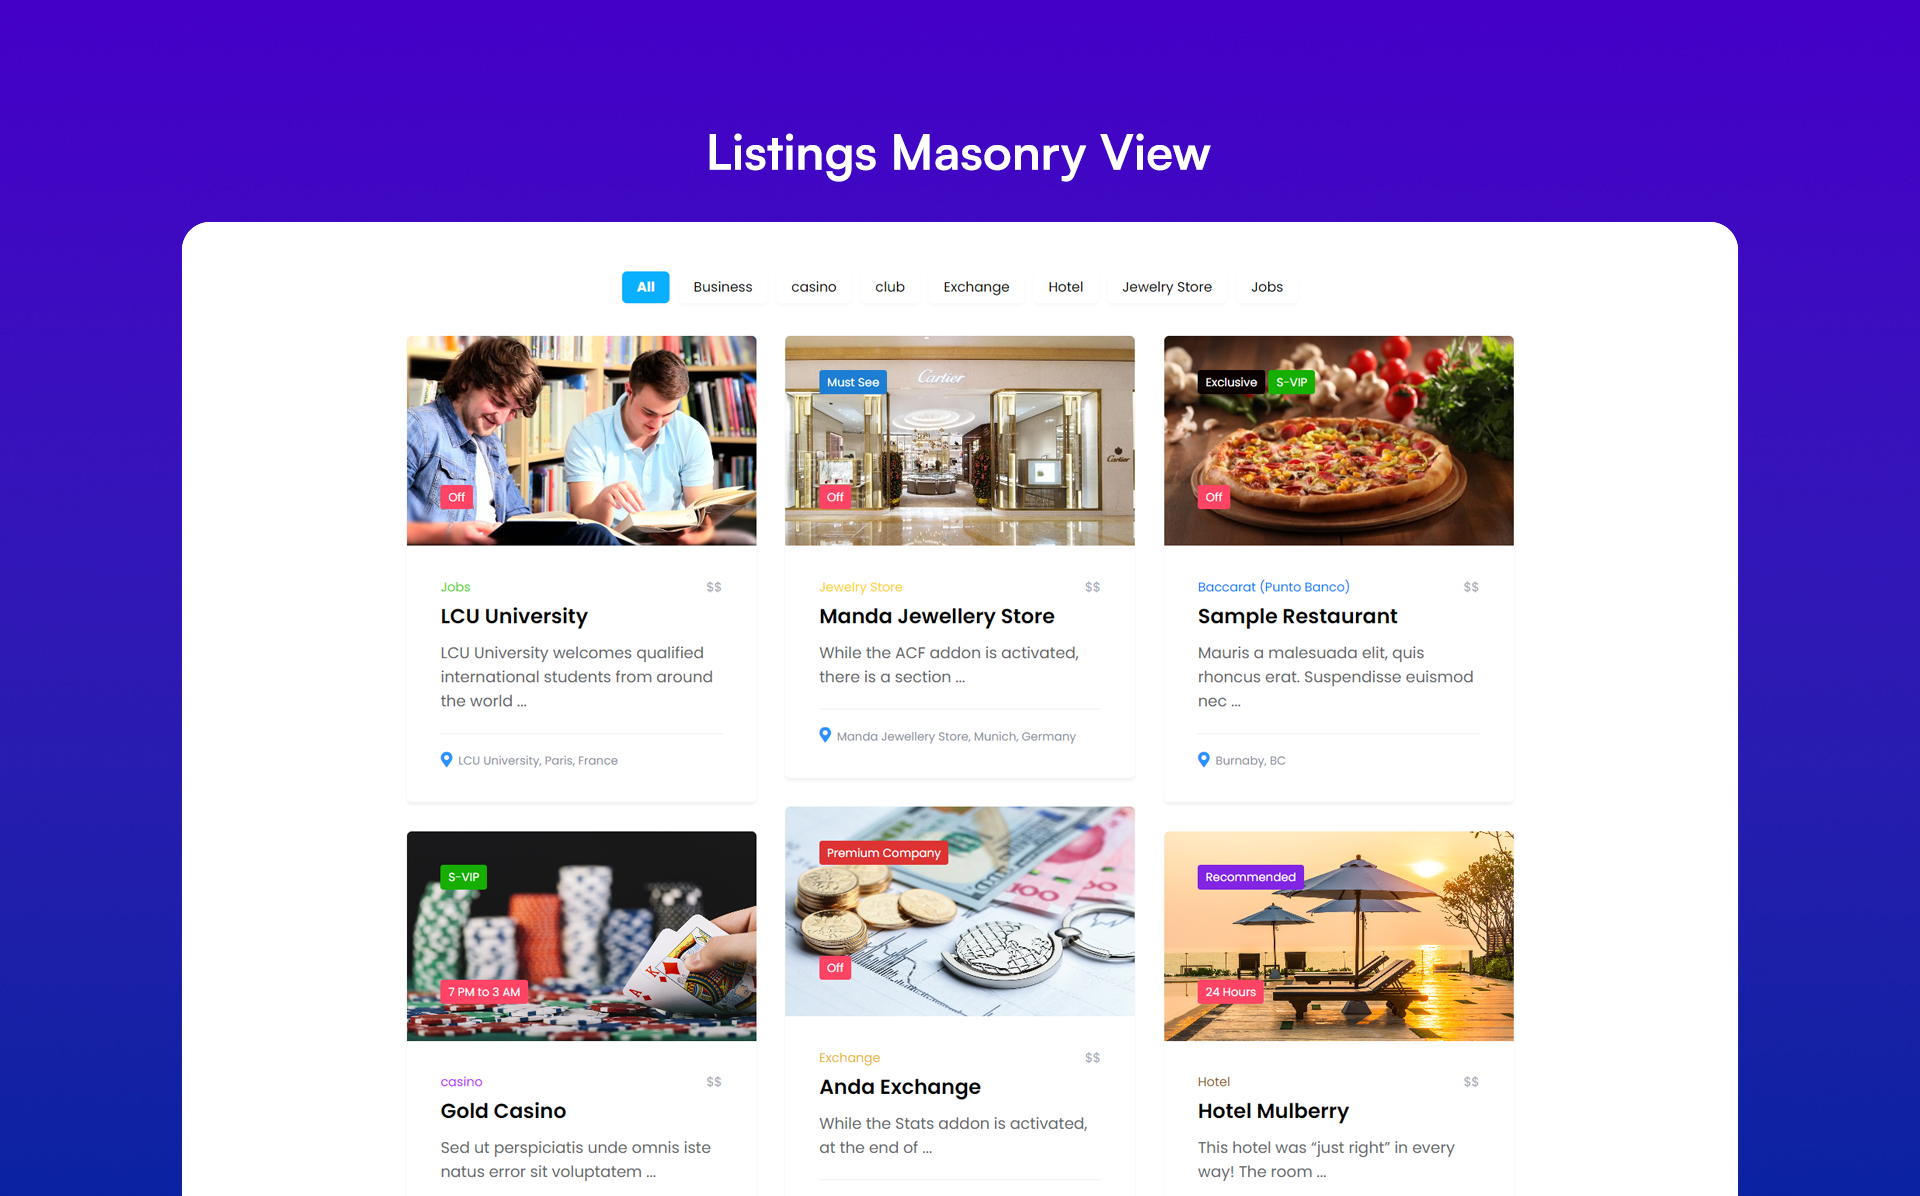 Listings Masonry View
All
Business
casino
club
Exchange
Hotel
Jewelry Store
Jobs
Off
Jobs
$$
LCU University
LCU University welcomes qualified
international students from around
the world ...
LCU University, Paris, France
Must See
Cartier
Cartier
Off
Jewelry Store
$$
Manda Jewellery Store
While the ACF addon is activated,
there is a section ...
Manda Jewellery Store, Munich, Germany
Exclusive
S-VIP
Off
Baccarat (Punto Banco)
$$
Sample Restaurant
Mauris a malesuada elit, quis
rhoncus erat. Suspendisse euismod
nec ...
Burnaby, BC
S-VIP
K
A
7 PM to 3 AM
casino
$$
Gold Casino
Sed ut perspiciatis unde omnis iste
natus error sit voluptatem ...
Premium Company
100
Off
Exchange
$$
Anda Exchange
While the Stats addon is activated,
at the end of ...
Recommended
24 Hours
Hotel
$$
Hotel Mulberry
This hotel was “just right” in every
way! The room ...